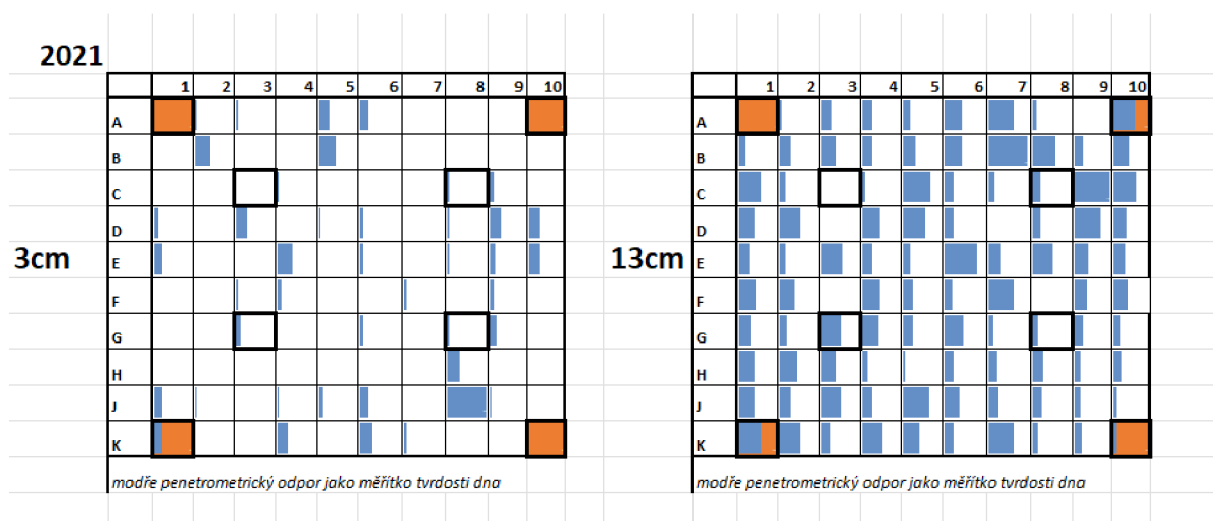 2021
1 2 3 4 5 6 7 8 9 10
A
B
C
D
E
F
G
H
J
K
3cm
modře penetrometrický odpor jako měřítko tvrdosti dna
1 2 3 4 5 6 7 8 9 10
A
B
C
D
E
F
G
H
J
K
13cm
modře penetrometrický odpor jako měřítko tvrdosti dna